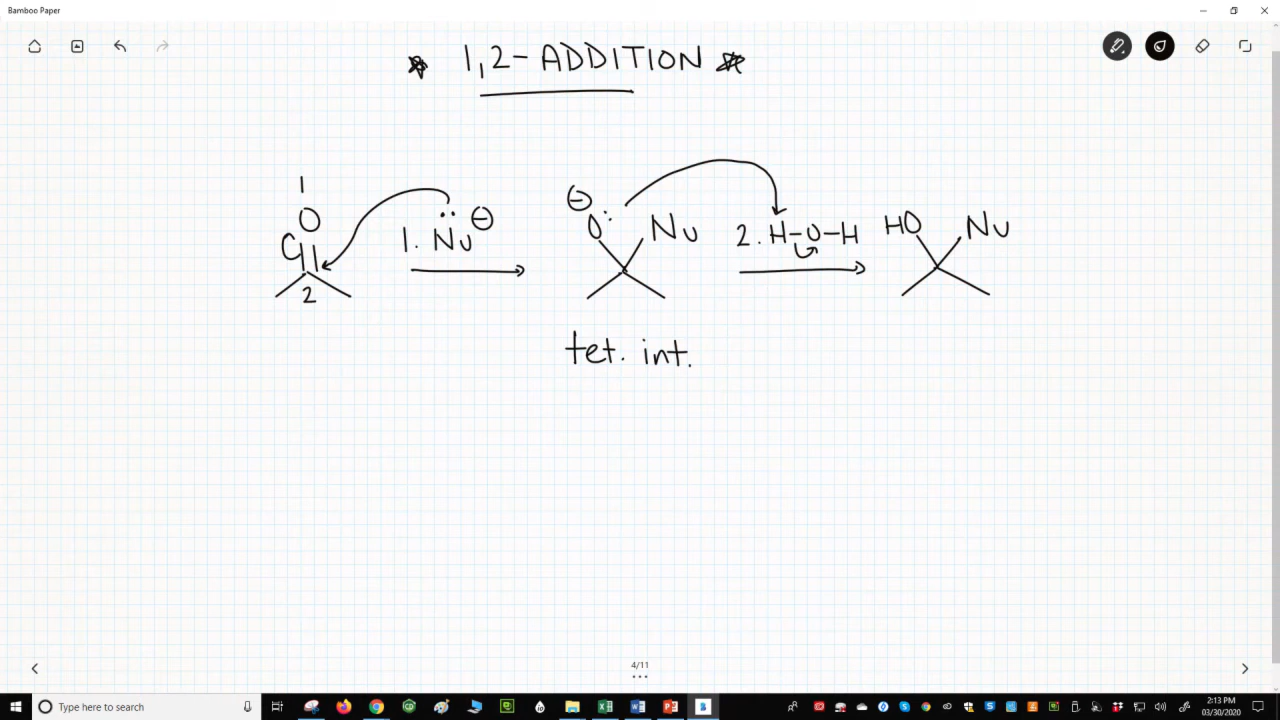 Bamboo Paper
1,2-ADDITION
1
O
2
1. Nu ⊖
⊖
O:
Nu
tet. int.
2. H-O-H
HO
Nu
4/11
Type here to search
2:13 PM
03/30/2020